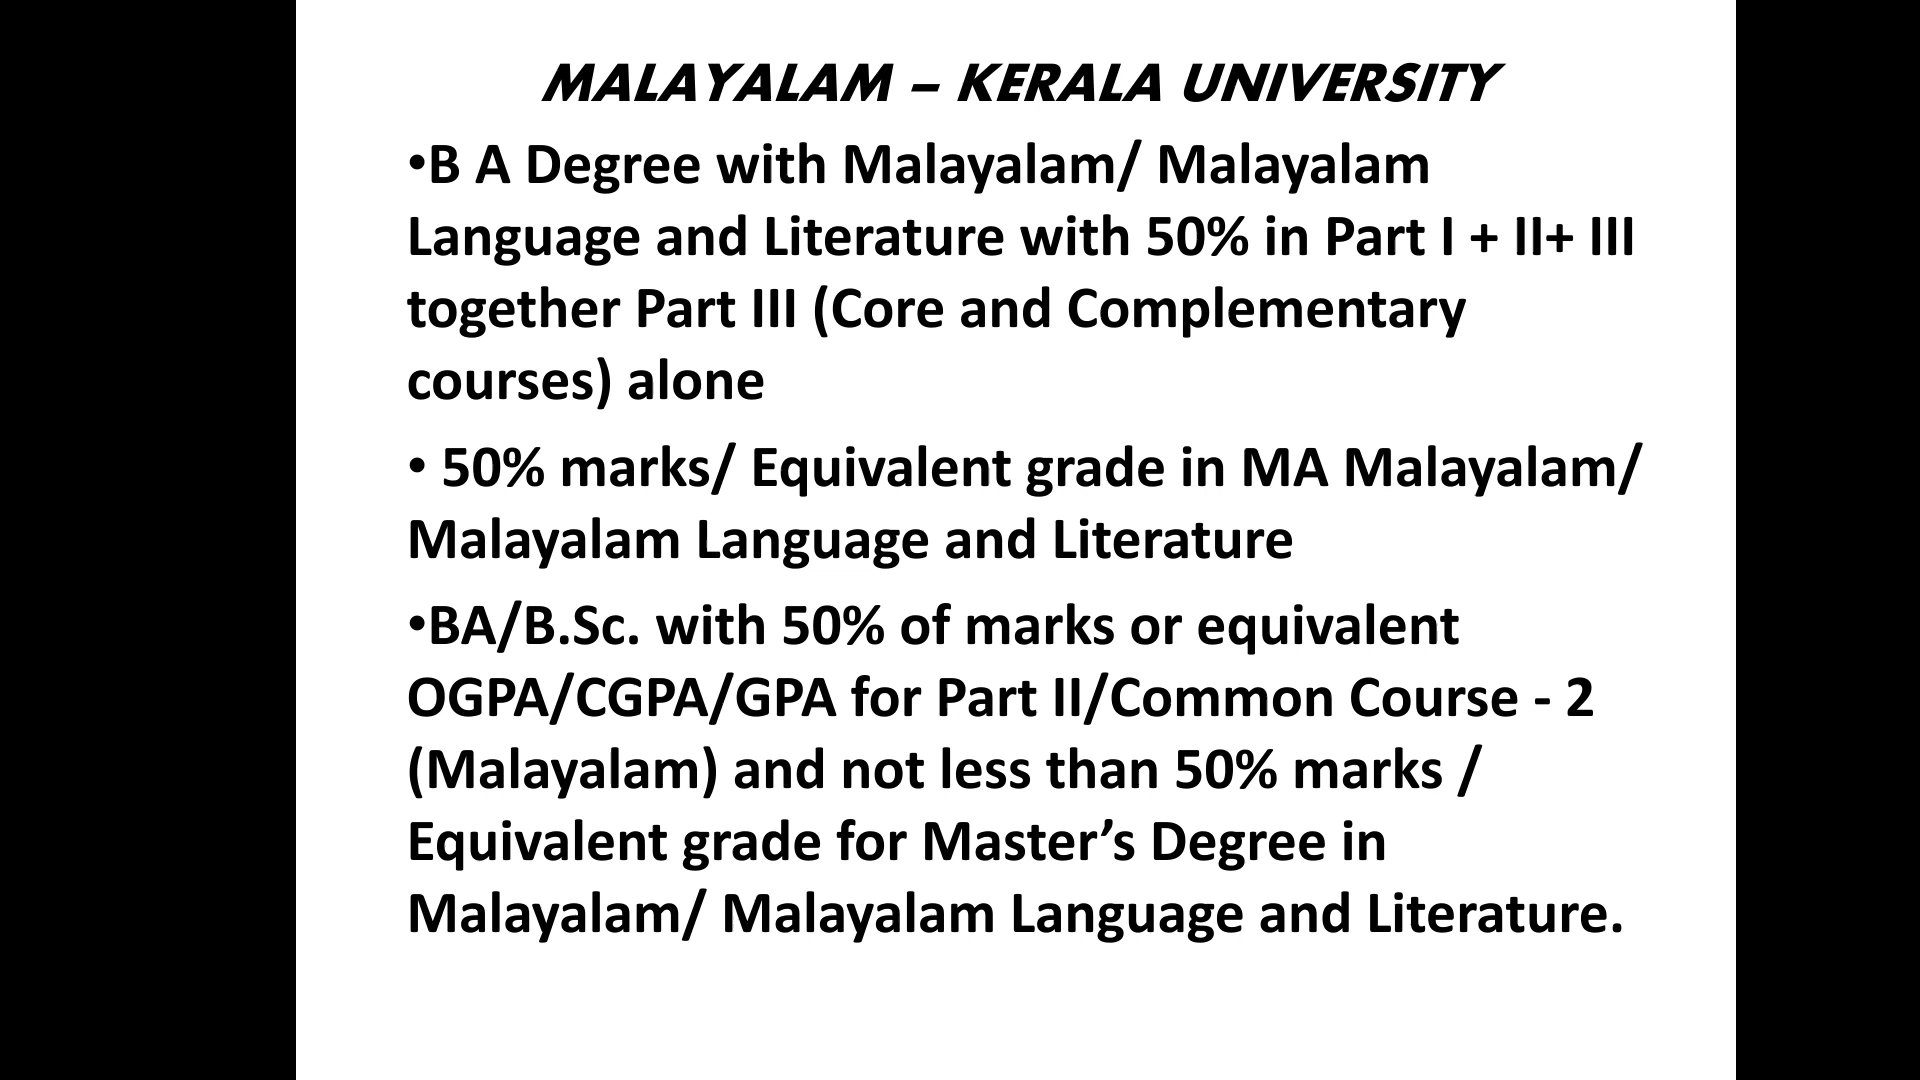 MALAYALAM – KERALA UNIVERSITY
•B A Degree with Malayalam/ Malayalam
Language and Literature with 50% in Part I + II+ III
together Part III (Core and Complementary
courses) alone
• 50% marks/ Equivalent grade in MA Malayalam/
Malayalam Language and Literature
•BA/B.Sc. with 50% of marks or equivalent
OGPA/CGPA/GPA for Part II/Common Course - 2
(Malayalam) and not less than 50% marks /
Equivalent grade for Master’s Degree in
Malayalam/ Malayalam Language and Literature.